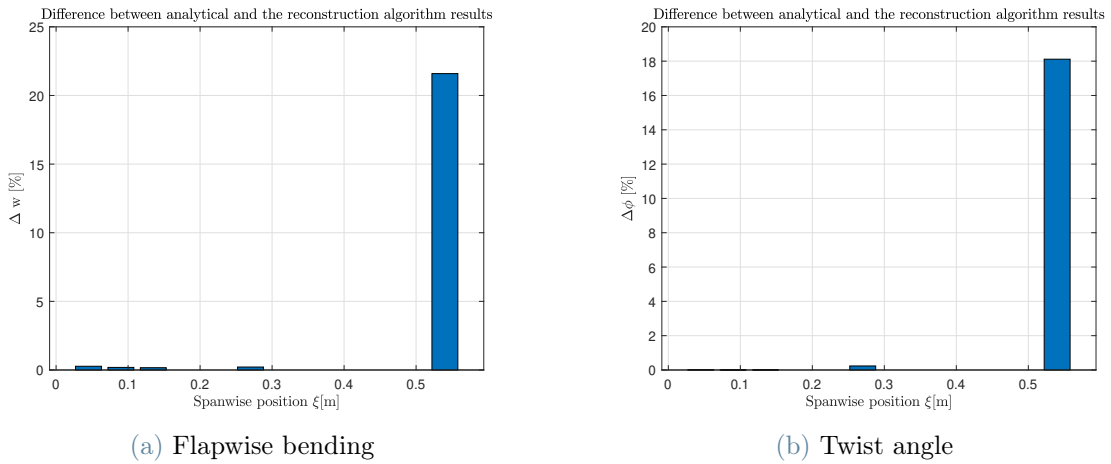 Difference between analytical and the reconstruction algorithm results
25
20
15
10
5
0
Δ w [%]
0 0.1 0.2 0.3 0.4 0.5
Spanwise position ξ[m]
(a) Flapwise bending
Difference between analytical and the reconstruction algorithm results
20
18
16
14
12
10
8
6
4
2
0
Δϕ [%]
0 0.1 0.2 0.3 0.4 0.5
Spanwise position ξ[m]
(b) Twist angle